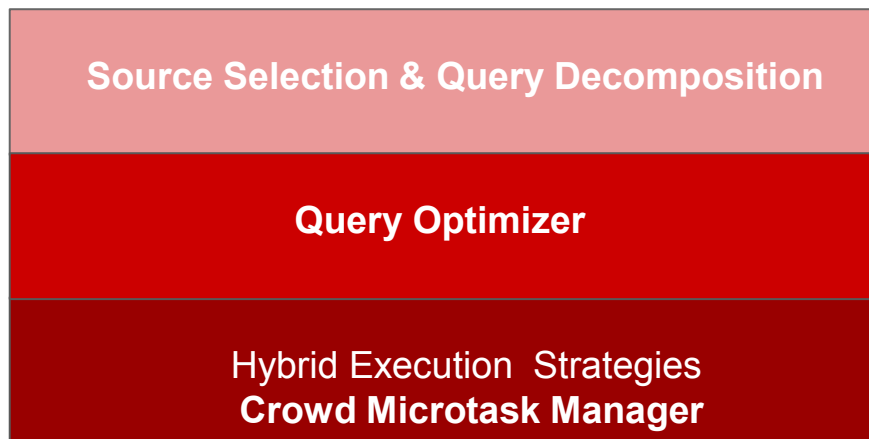 Source Selection & Query Decomposition
Query Optimizer
Hybrid Execution  Strategies
Crowd Microtask Manager